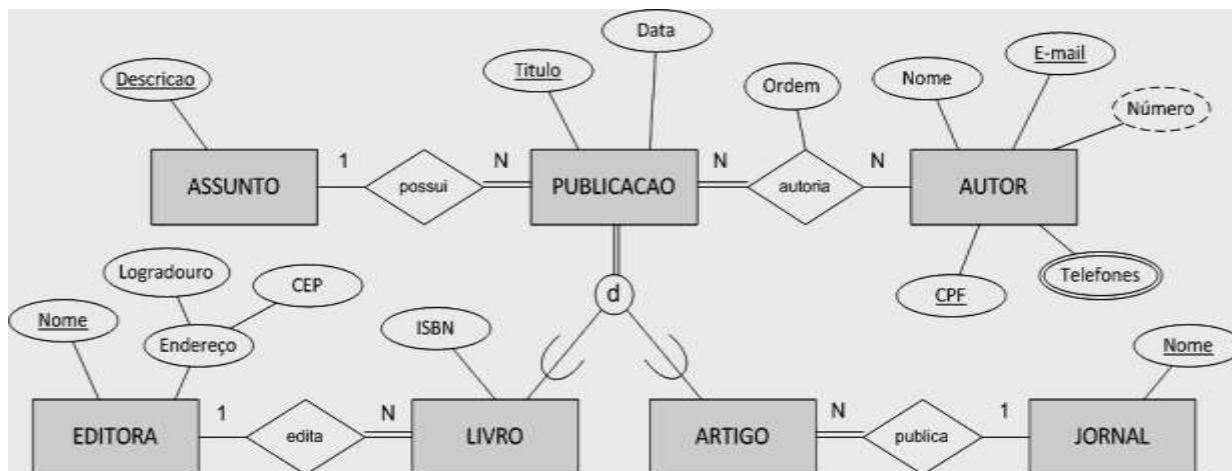 Data
Descricao
Titulo
Ordem
Nome
E-mail
Número
ASSUNTO
1
possui
N
PUBLICACAO
N
autoria
N
AUTOR
Logradouro
CEP
Nome
Endereço
ISBN
d
CPF
Telefones
Nome
EDITORA
1
edita
N
LIVRO
ARTIGO
N
publica
1
JORNAL